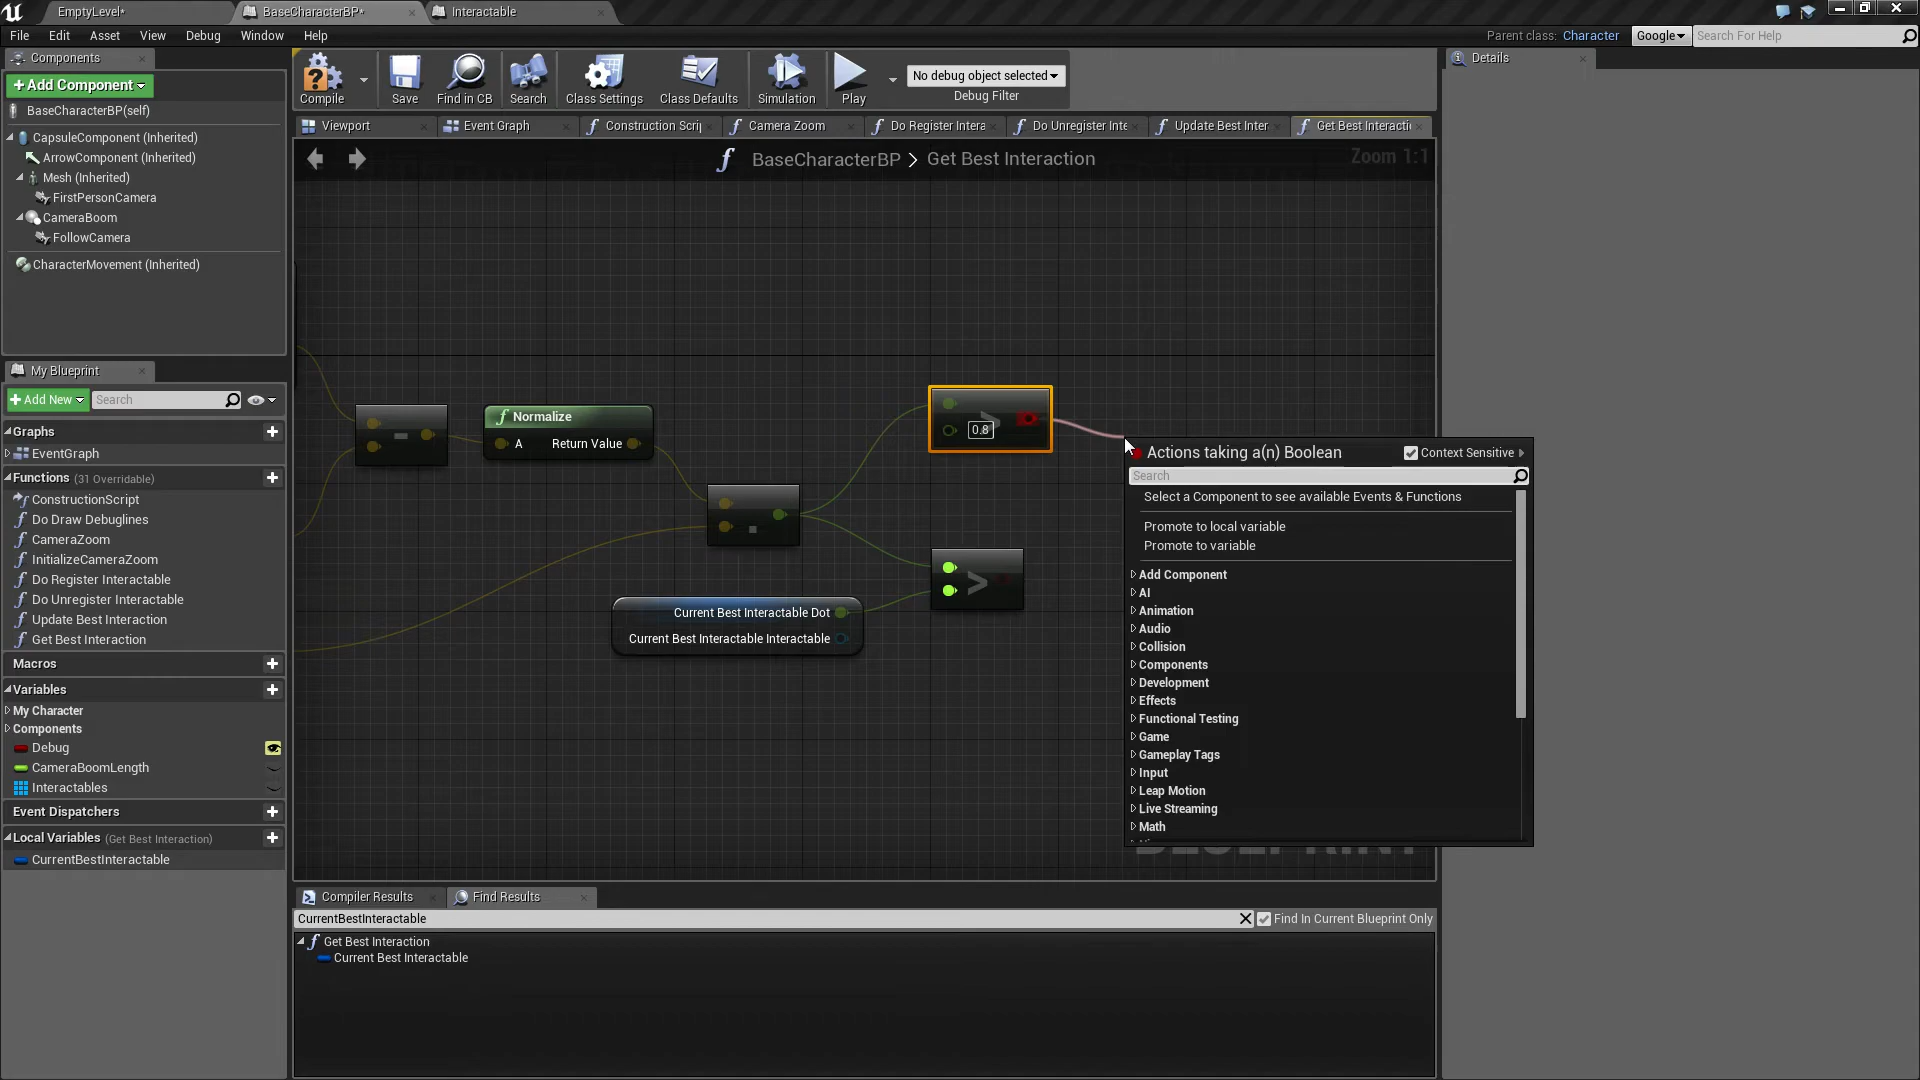 EmptyLevel*
BaseCharacterBP*
Interactable
File Edit Asset View Debug Window Help
Parent class: Character
Google
Search For Help
Components
Details
+ Add Component
BaseCharacterBP(self)
CapsuleComponent (Inherited)
ArrowComponent (Inherited)
Mesh (Inherited)
FirstPersonCamera
CameraBoom
FollowCamera
CharacterMovement (Inherited)
Compile
Save
Find in CB
Search
Class Settings
Class Defaults
Simulation
Play
No debug object selected
Debug Filter
Viewport
Event Graph
Construction Scrip
Camera Zoom
Do Register Intera
Do Unregister Inte
Update Best Inter
Get Best Interacti
BaseCharacterBP > Get Best Interaction
Zoom 1:1
My Blueprint
+ Add New
Search
Graphs
EventGraph
Functions (31 Overridable)
ConstructionScript
Do Draw Debuglines
CameraZoom
InitializeCameraZoom
Do Register Interactable
Do Unregister Interactable
Update Best Interaction
Get Best Interaction
Macros
Variables
My Character
Components
Debug
CameraBoomLength
Interactables
Event Dispatchers
Local Variables (Get Best Interaction)
CurrentBestInteractable
Normalize
A Return Value
0.8
Current Best Interactable Dot
Current Best Interactable Interactable
Actions taking a(n) Boolean
Context Sensitive
Search
Select a Component to see available Events & Functions
Promote to local variable
Promote to variable
Add Component
AI
Animation
Audio
Collision
Components
Development
Effects
Functional Testing
Game
Gameplay Tags
Input
Leap Motion
Live Streaming
Math
Compiler Results
Find Results
CurrentBestInteractable
Find In Current Blueprint Only
Get Best Interaction
Current Best Interactable